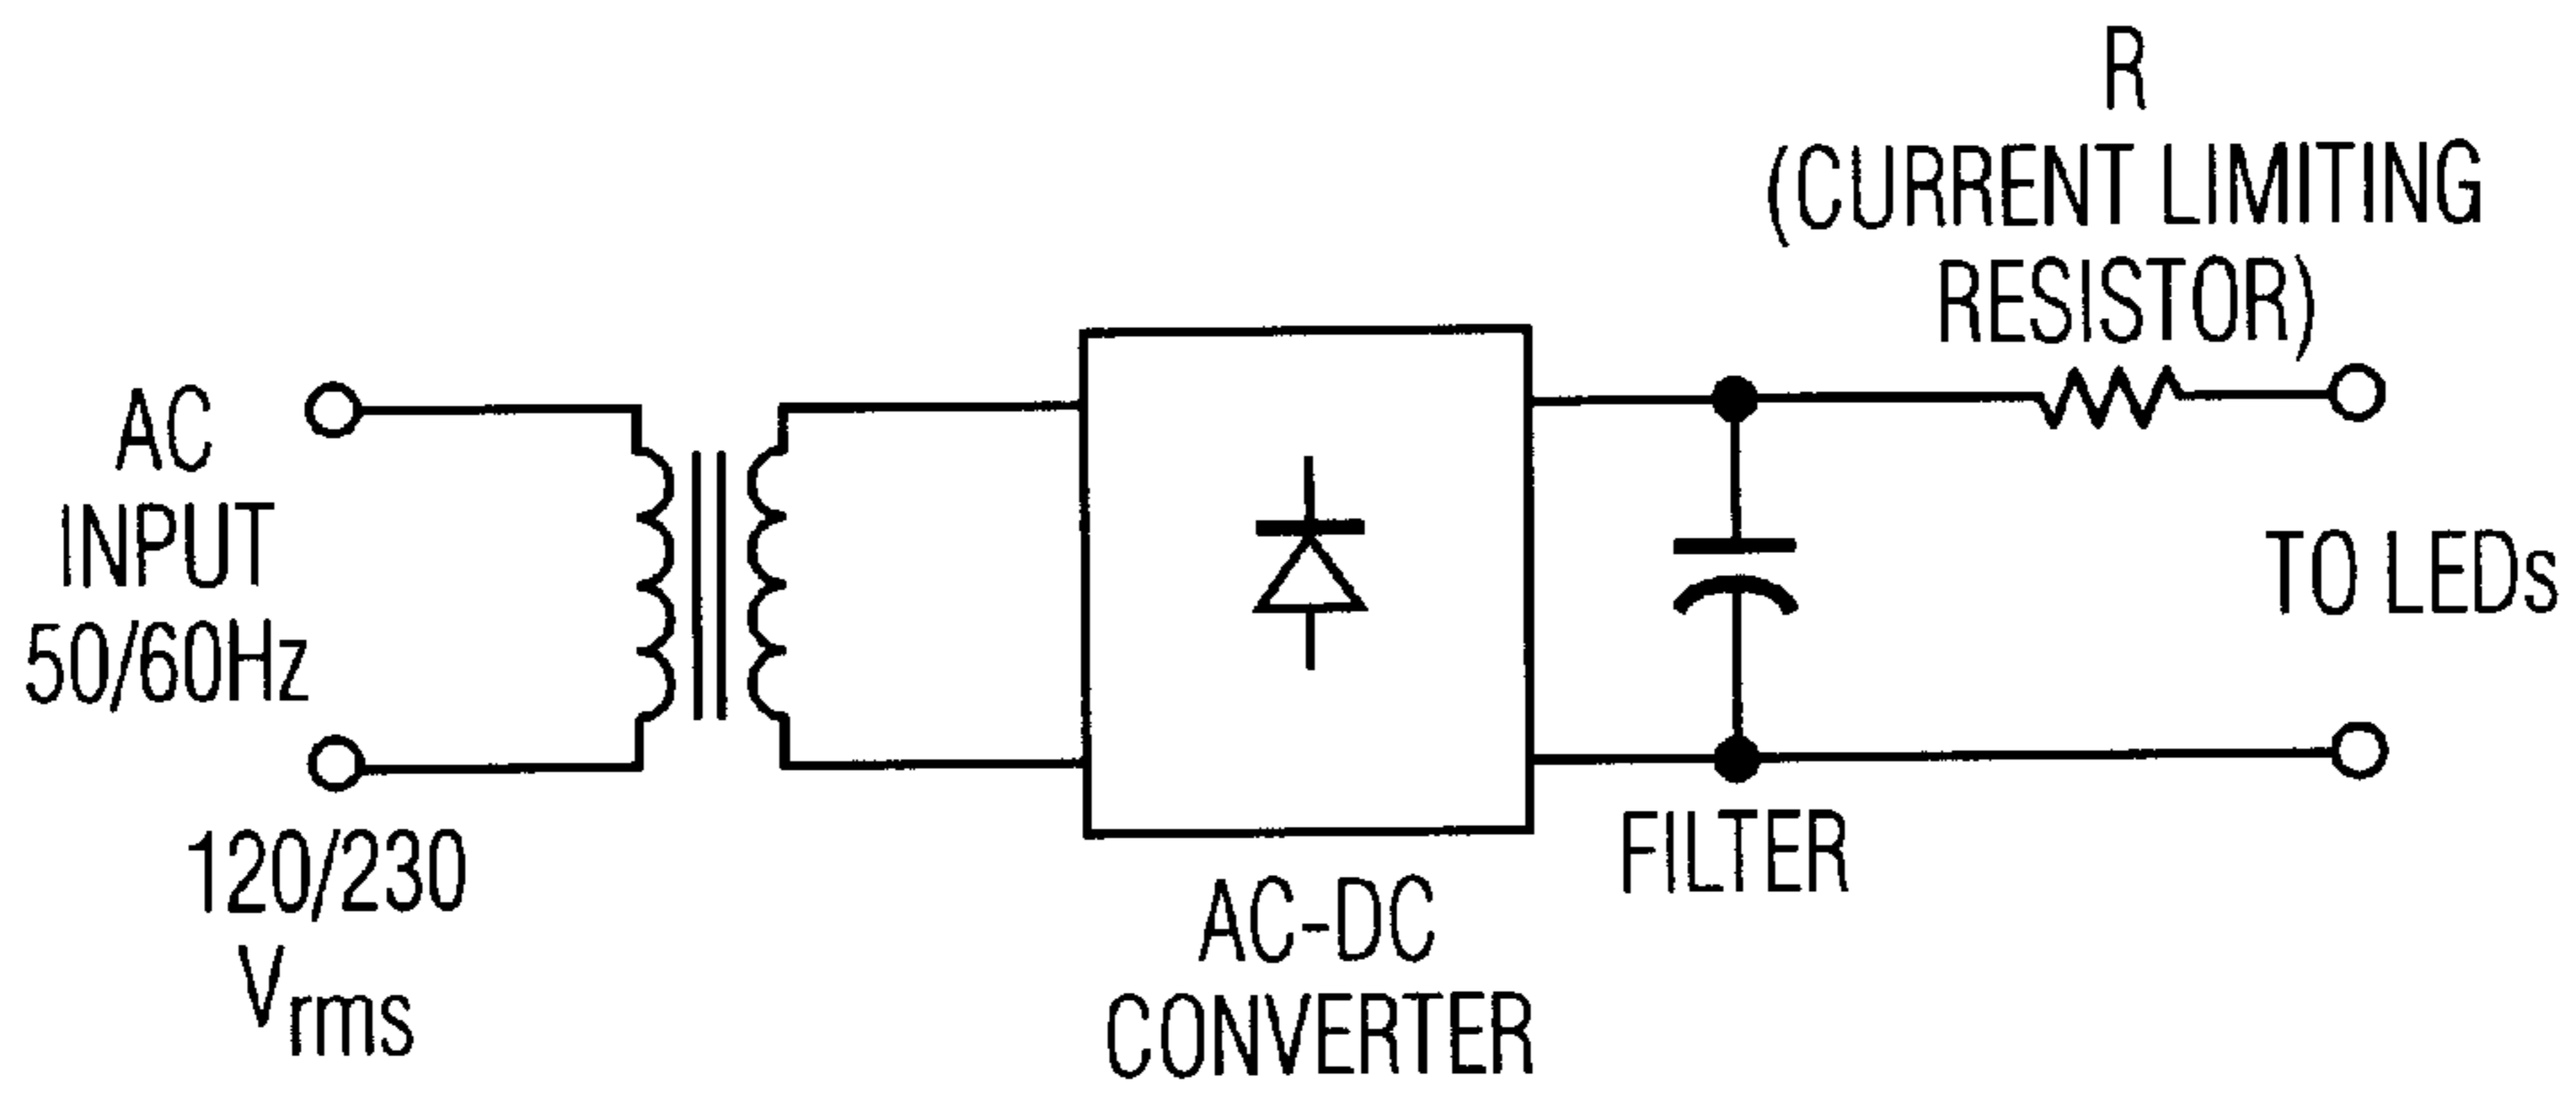 R
(CURRENT LIMITING
RESISTOR)
AC
INPUT
50/60Hz
120/230
Vrms
AC-DC
CONVERTER
FILTER
TO LEDs